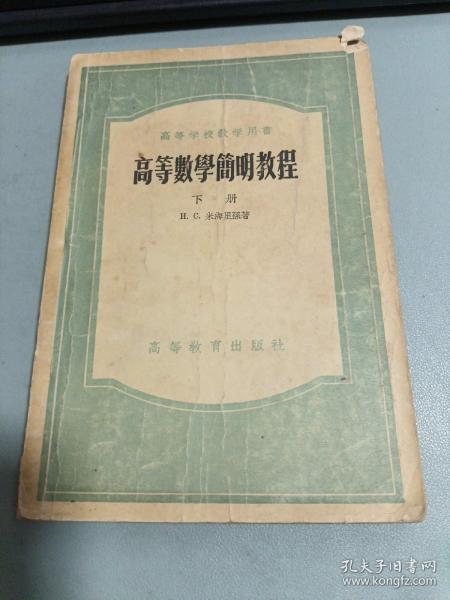 高等学校教学用書
高等數學簡明教程
下册
И. С. 米海里孫著
高等教育出版社
孔夫子旧书网
www.kongfz.com